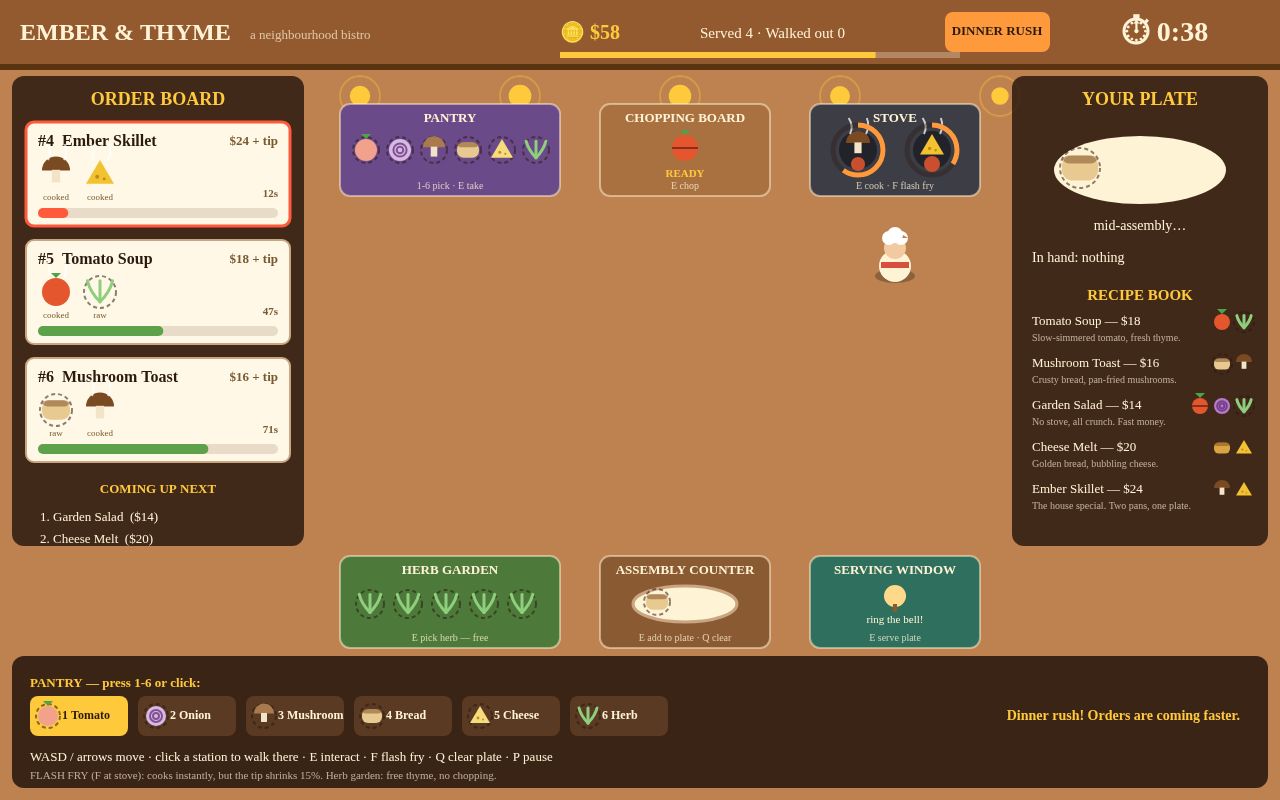 EMBER & THYME a neighbourhood bistro
$58 Served 4 · Walked out 0 DINNER RUSH 0:38
ORDER BOARD
#4 Ember Skillet $24 + tip
cooked cooked 12s
#5 Tomato Soup $18 + tip
cooked raw 47s
#6 Mushroom Toast $16 + tip
raw cooked 71s
COMING UP NEXT
1. Garden Salad ($14)
2. Cheese Melt ($20)
PANTRY
1-6 pick · E take
CHOPPING BOARD
READY
E chop
STOVE
E cook · F flash fry
YOUR PLATE
mid-assembly…
In hand: nothing
RECIPE BOOK
Tomato Soup — $18
Slow-simmered tomato, fresh thyme.
Mushroom Toast — $16
Crusty bread, pan-fried mushrooms.
Garden Salad — $14
No stove, all crunch. Fast money.
Cheese Melt — $20
Golden bread, bubbling cheese.
Ember Skillet — $24
The house special. Two pans, one plate.
HERB GARDEN
E pick herb — free
ASSEMBLY COUNTER
E add to plate · Q clear
SERVING WINDOW
ring the bell!
E serve plate
PANTRY — press 1-6 or click:
1 Tomato 2 Onion 3 Mushroom 4 Bread 5 Cheese 6 Herb
Dinner rush! Orders are coming faster.
WASD / arrows move · click a station to walk there · E interact · F flash fry · Q clear plate · P pause
FLASH FRY (F at stove): cooks instantly, but the tip shrinks 15%. Herb garden: free thyme, no chopping.